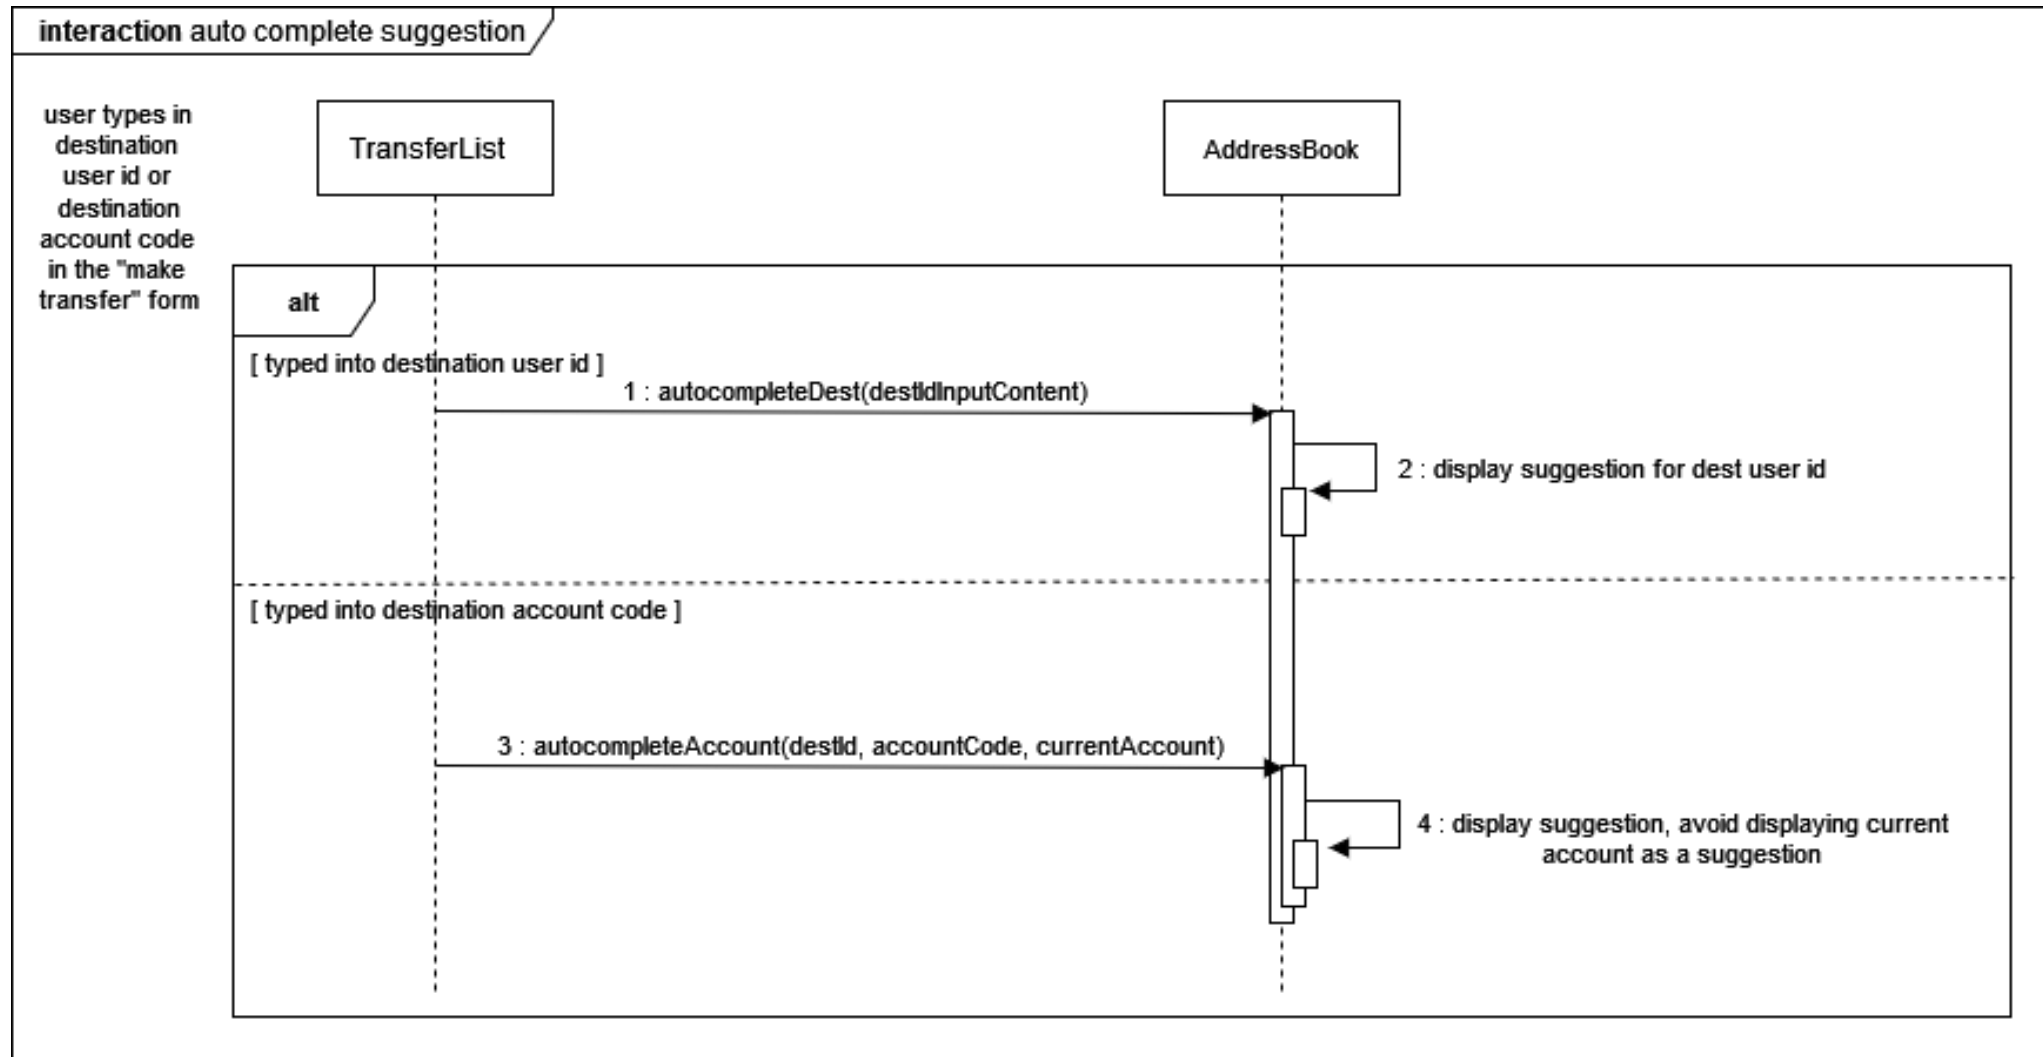 interaction auto complete suggestion
user types in
destination
user id or
destination
account code
in the "make
transfer" form
TransferList
AddressBook
alt
[ typed into destination user id ]
1 : autocompleteDest(destIdInputContent)
2 : display suggestion for dest user id
[ typed into destination account code ]
3 : autocompleteAccount(destId, accountCode, currentAccount)
4 : display suggestion, avoid displaying current
account as a suggestion